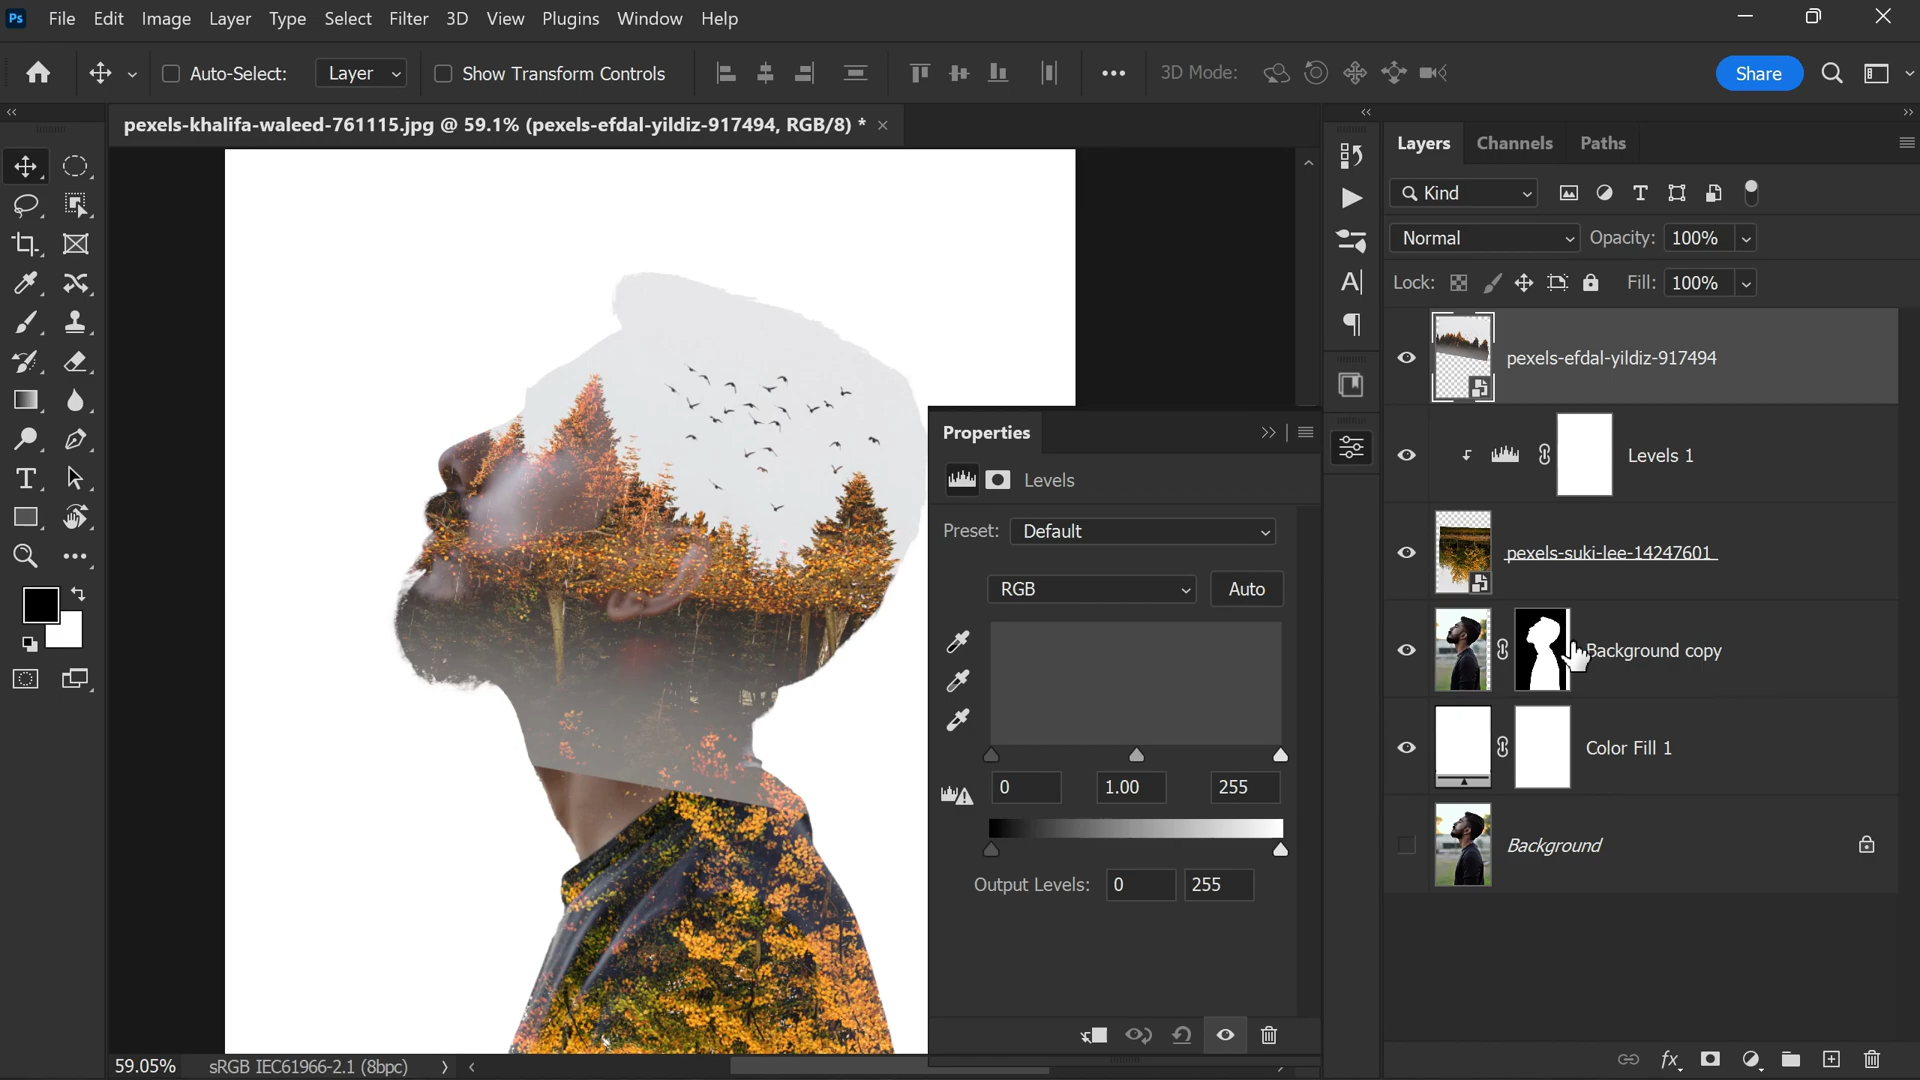 Ps File Edit Image Layer Type Select Filter 3D View Plugins Window Help
Auto-Select: Layer Show Transform Controls 3D Mode: Share
pexels-khalifa-waleed-761115.jpg @ 59.1% (pexels-efdal-yildiz-917494, RGB/8) *
Layers Channels Paths
Kind
Normal Opacity: 100%
Lock: Fill: 100%
pexels-efdal-yildiz-917494
Levels 1
pexels-suki-lee-14247601
Background copy
Color Fill 1
Background
Properties
Levels
Preset: Default
RGB Auto
0 1.00 255
Output Levels: 0 255
59.05% sRGB IEC61966-2.1 (8bpc)